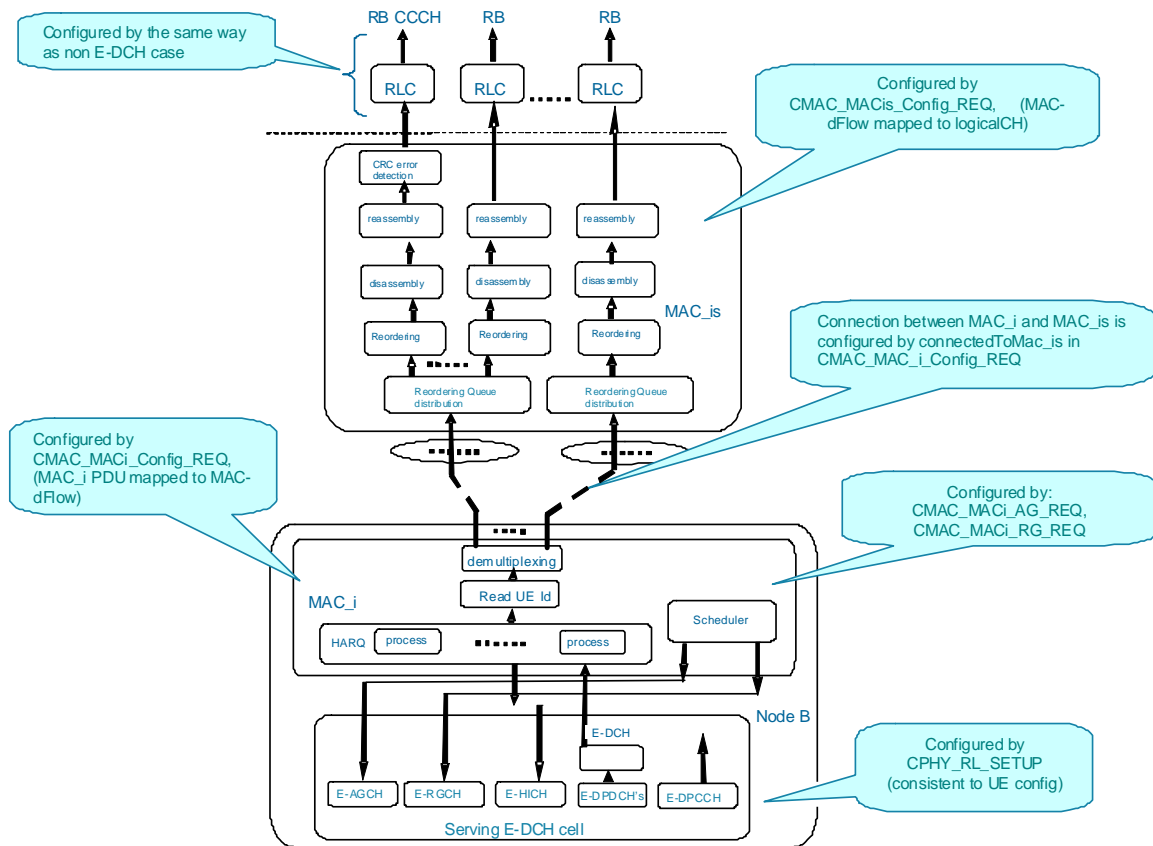 RB CCCH
RB
RB
Configured by the same way
as non E-DCH case
RLC
RLC
RLC
Configured by
CMAC_MACis_Config_REQ, (MAC-
dFlow mapped to logicalCH)
CRC error
detection
reassembly
reassembly
reassembly
disassembly
disassembly
disassembly
MAC_is
Reordering
Reordering
Reordering
Connection between MAC_i and MAC_is is
configured by connectedToMac_is in
CMAC_MAC_i_Config_REQ
Reordering Queue
distribution
Reordering Queue
distribution
Configured by
CMAC_MACi_Config_REQ,
(MAC_i PDU mapped to MAC-
dFlow)
Configured by:
CMAC_MACi_AG_REQ,
CMAC_MACi_RG_REQ
demultiplexing
Read UE Id
MAC_i
Scheduler
HARQ
process
process
Node B
E-DCH
Configured by
CPHY_RL_SETUP
(consistent to UE config)
E-AGCH
E-RGCH
E-HICH
E-DPDCH's
E-DPCCH
Serving E-DCH cell